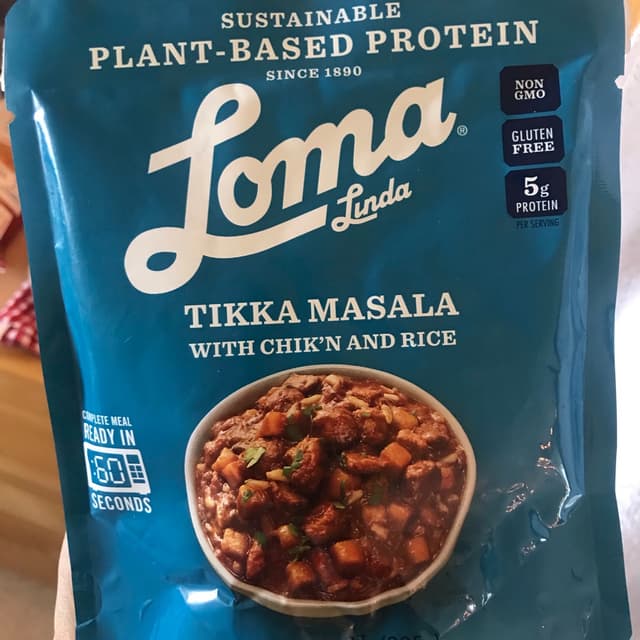 SUSTAINABLE
PLANT-BASED PROTEIN
SINCE 1890
Loma®
Linda
NON
GMO
GLUTEN
FREE
5g
PROTEIN
PER SERVING
TIKKA MASALA
WITH CHIK'N AND RICE
COMPLETE MEAL
READY IN
:60
SECONDS